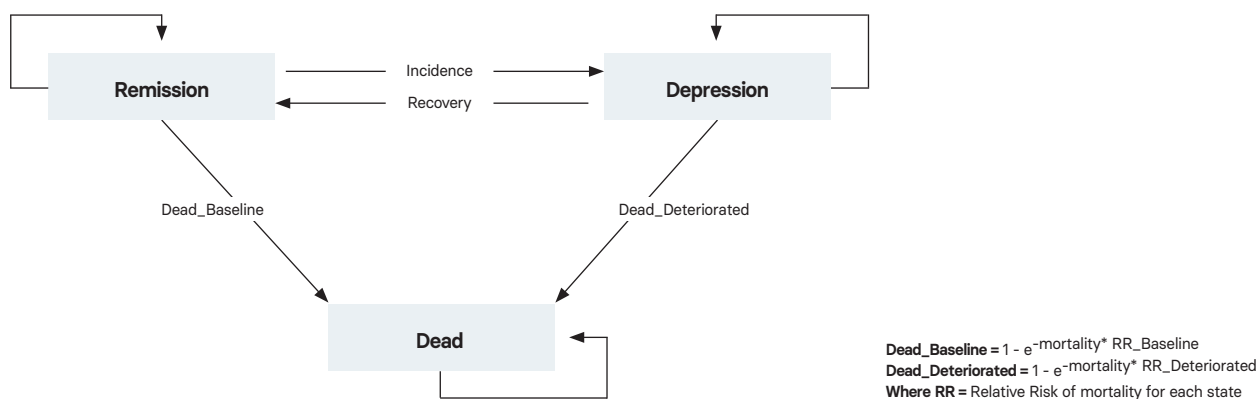 Remission
Incidence
Recovery
Depression
Dead_Baseline
Dead_Deteriorated
Dead
Dead_Baseline = 1 - e-mortality* RR_Baseline
Dead_Deteriorated = 1 - e-mortality* RR_Deteriorated
Where RR = Relative Risk of mortality for each state